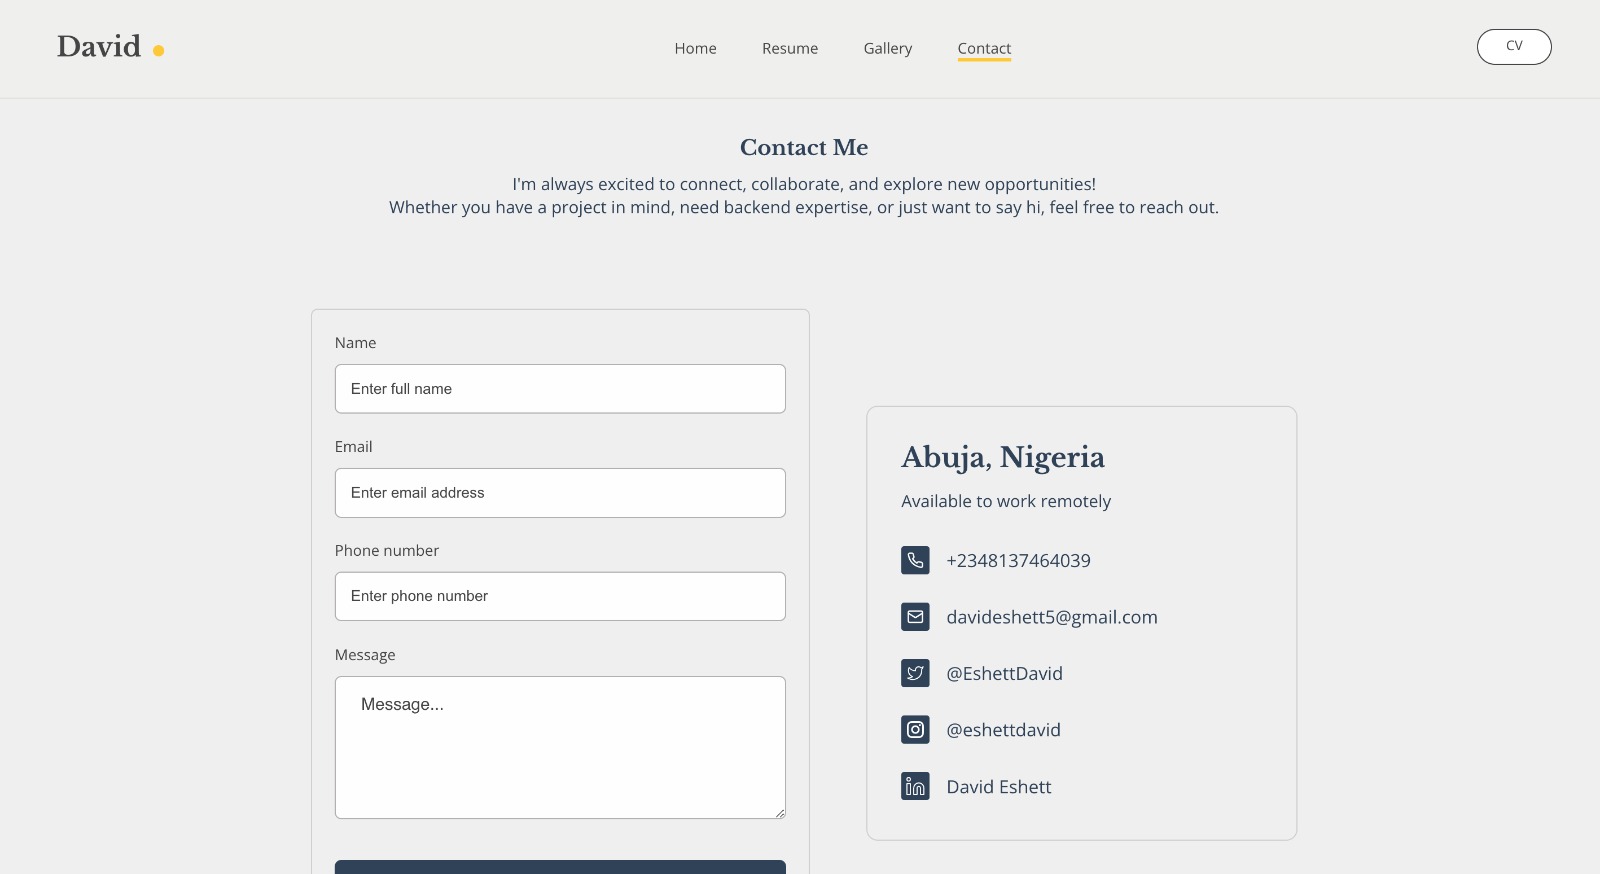 David
Home
Resume
Gallery
Contact
CV
Contact Me
I'm always excited to connect, collaborate, and explore new opportunities!
Whether you have a project in mind, need backend expertise, or just want to say hi, feel free to reach out.
Name
Enter full name
Email
Enter email address
Phone number
Enter phone number
Message
Message...
Abuja, Nigeria
Available to work remotely
+2348137464039
davideshett5@gmail.com
@EshettDavid
@eshettdavid
David Eshett